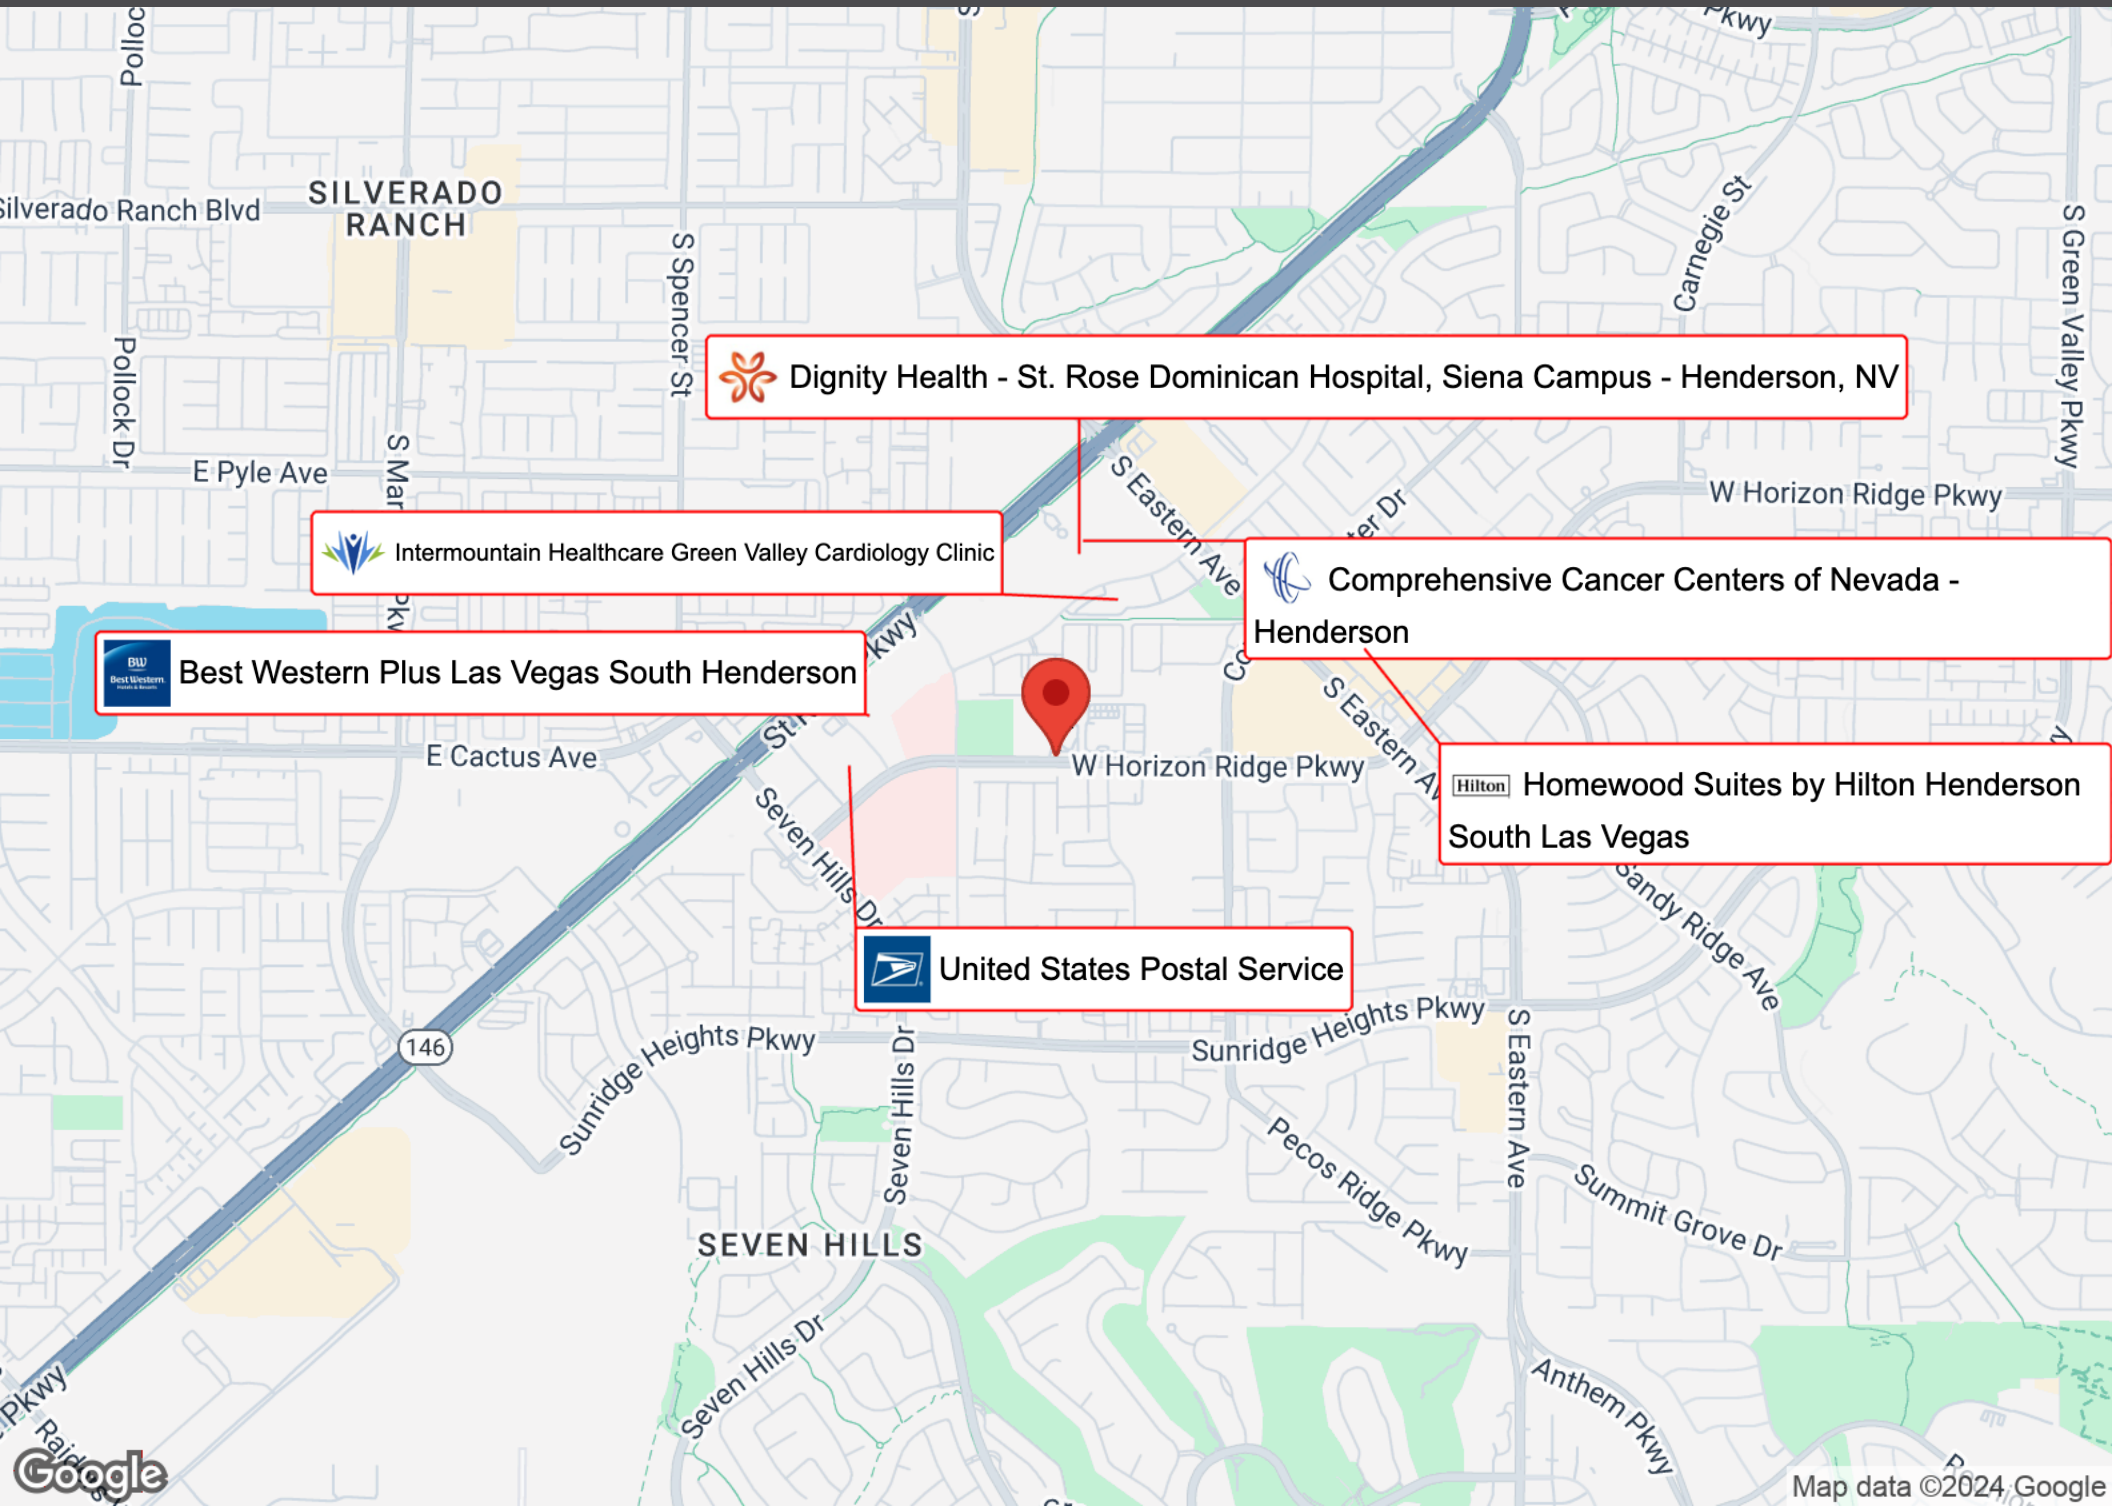 Pkwy
SILVERADO
RANCH
Silverado Ranch Blvd
Carnegie St
S Green Valley Pkwy
S Spencer St
Pollock Dr
Dignity Health - St. Rose Dominican Hospital, Siena Campus - Henderson, NV
E Pyle Ave
S Eastern Ave
W Horizon Ridge Pkwy
Intermountain Healthcare Green Valley Cardiology Clinic
Comprehensive Cancer Centers of Nevada -
Henderson
BW
Best Western
Hotels & Resorts
Best Western Plus Las Vegas South Henderson
E Cactus Ave
W Horizon Ridge Pkwy
S Eastern Av
Hilton
Homewood Suites by Hilton Henderson
South Las Vegas
Seven Hills Dr
Sandy Ridge Ave
United States Postal Service
146
Sunridge Heights Pkwy
Sunridge Heights Pkwy
Seven Hills Dr
S Eastern Ave
Pecos Ridge Pkwy
Summit Grove Dr
SEVEN HILLS
Seven Hills Dr
Anthem Pkwy
Pkwy
Google
Map data ©2024 Google